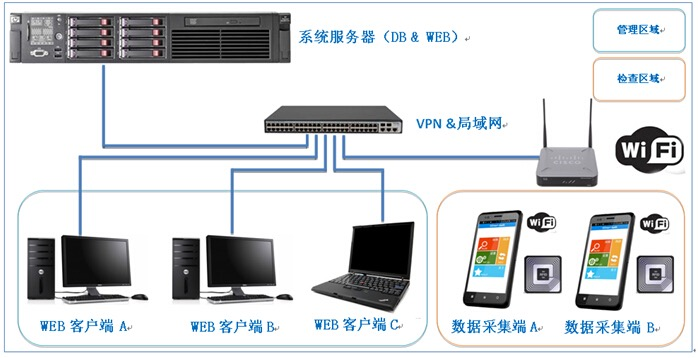 系统服务器（DB & WEB）
管理区域
检查区域
VPN &局域网
WiFi
WiFi
WiFi
WEB 客户端 A
WEB 客户端 B
WEB 客户端 C
数据采集端 A
数据采集端 B